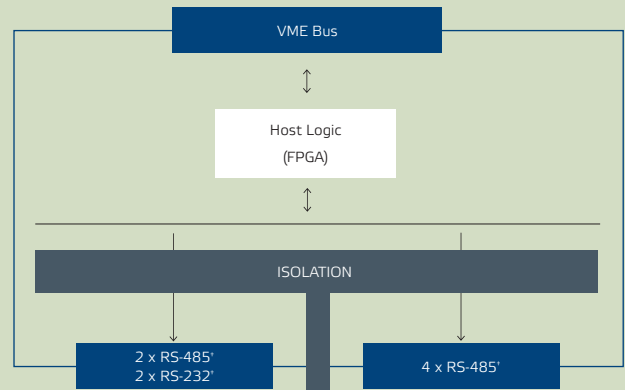 VME Bus
Host Logic
(FPGA)
ISOLATION
2 x RS-485†
2 x RS-232†
4 x RS-485†